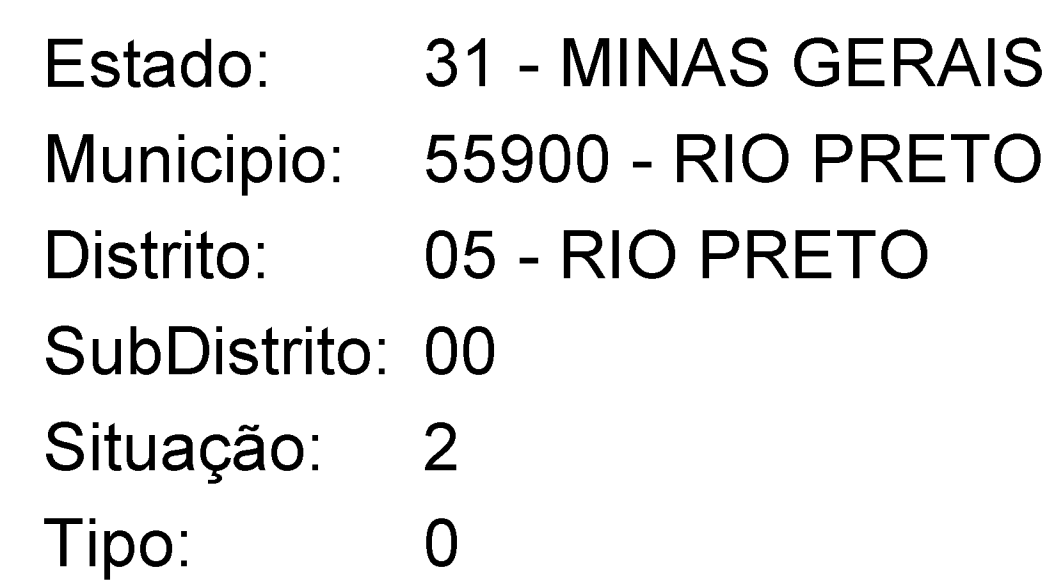 Estado: 31 - MINAS GERAIS
Municipio: 55900 - RIO PRETO
Distrito: 05 - RIO PRETO
SubDistrito: 00
Situação: 2
Tipo: 0